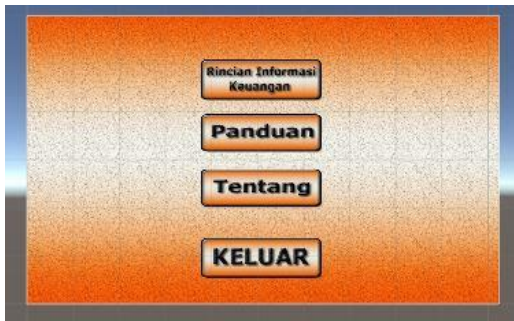 Rincian Informasi
Keuangan
Panduan
Tentang
KELUAR